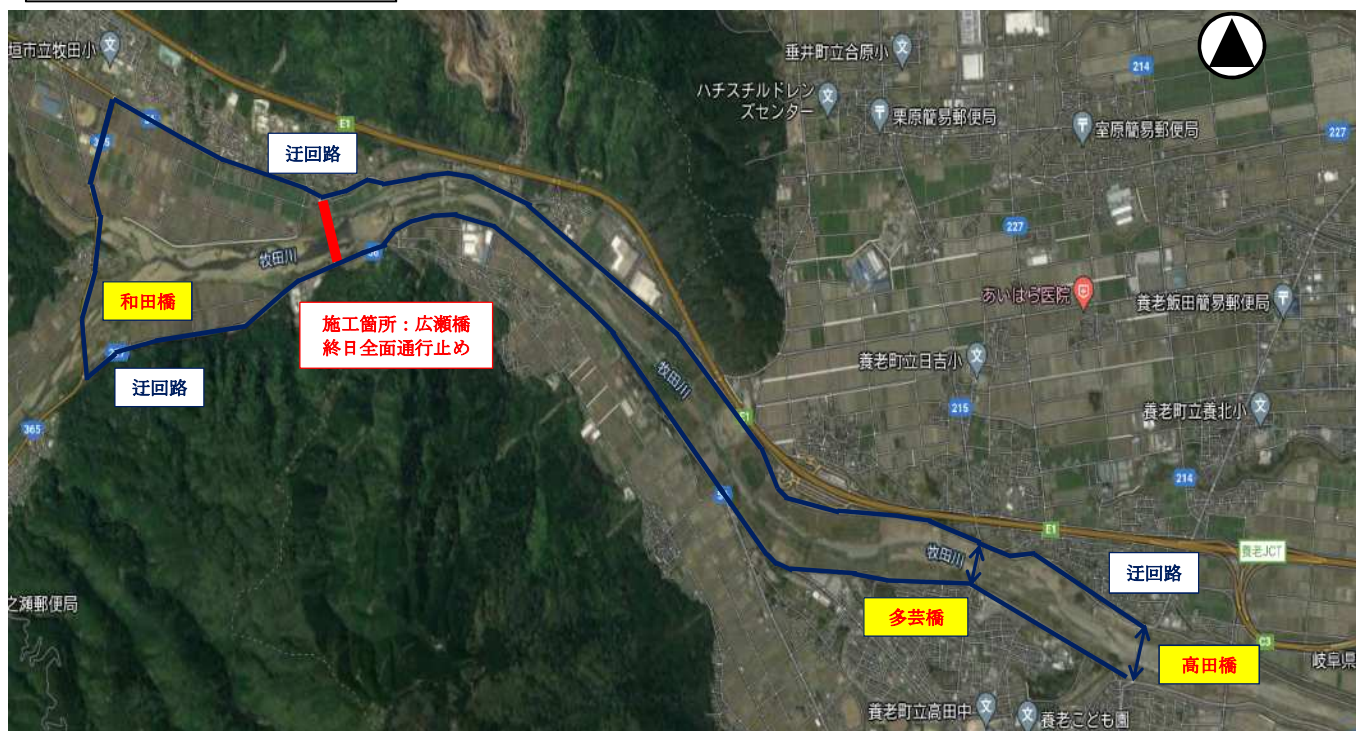 垣市立牧田小
垂井町立合原小
214
ハチスチルドレン
ズセンター
栗原簡易郵便局
室原簡易郵便局
227
E1
365
迂回路
227
牧田川
あいはら医院
養老飯田簡易郵便局
和田橋
施工箇所：広瀬橋
終日全面通行止め
養老町立日吉小
迂回路
牧田川
215
養老町立養北小
365
E1
214
E1
牧田川
養老JCT
迂回路
之瀬郵便局
多芸橋
C3
高田橋
岐阜県
養老町立高田中
養老こども園